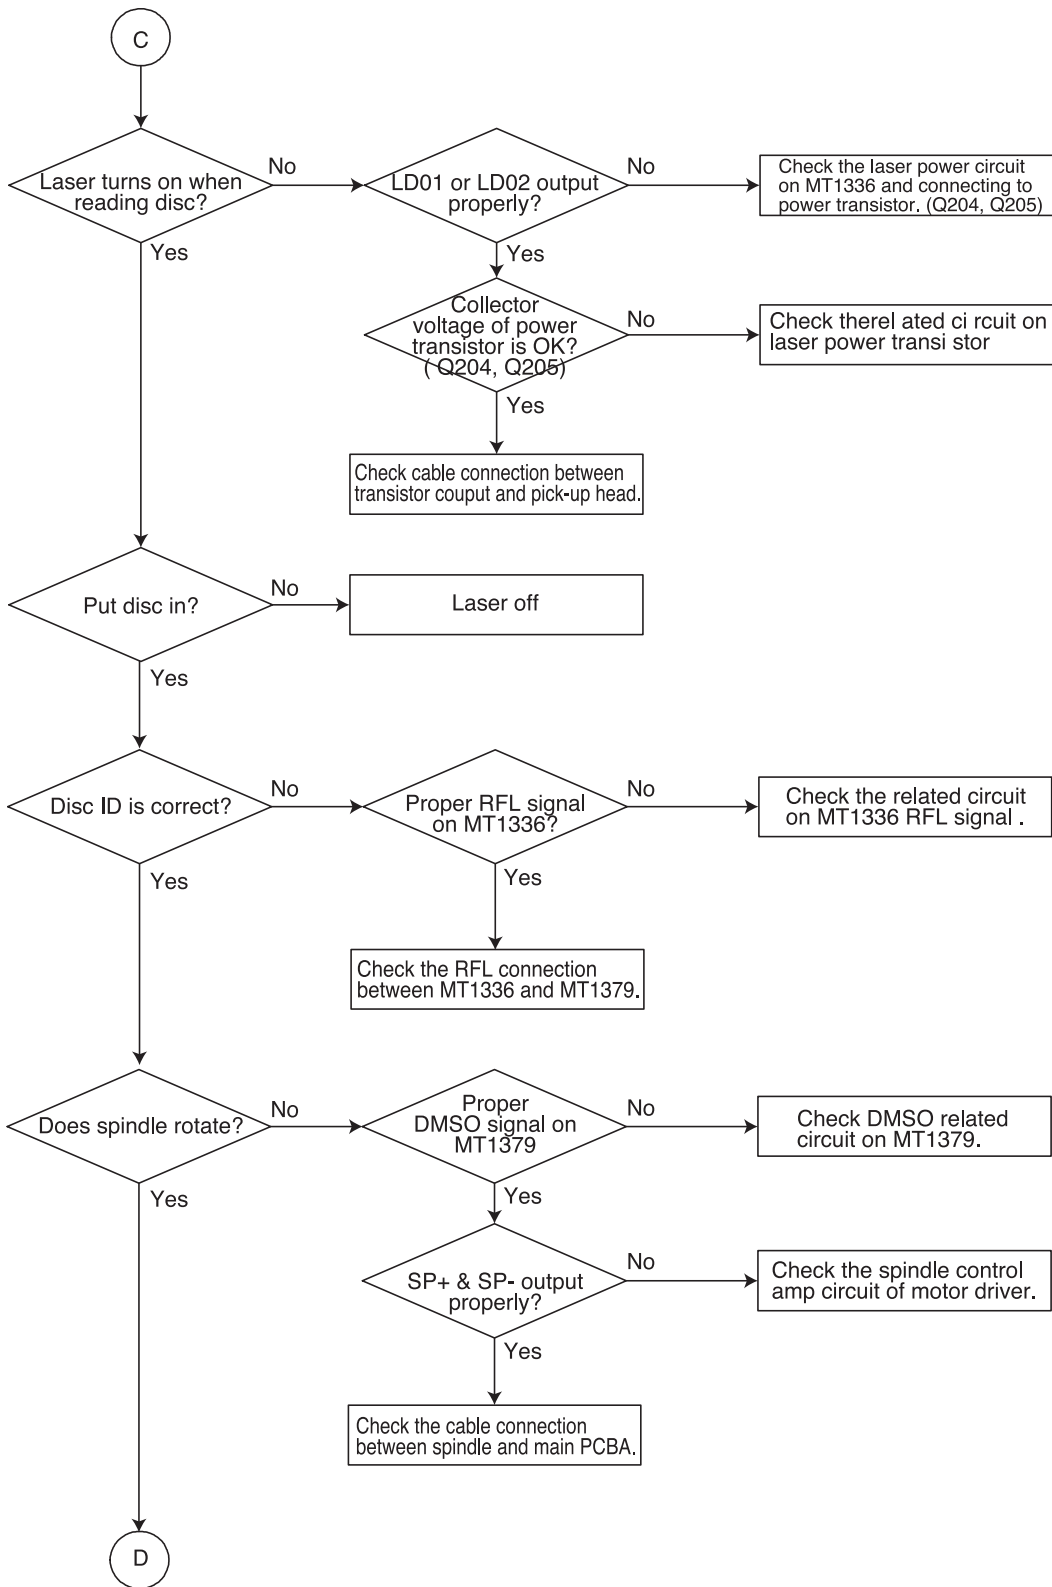 C
Laser turns on when
reading disc?
No
LD01 or LD02 output
properly?
No
Check the laser power circuit
on MT1336 and connecting to
power transistor. (Q204, Q205)
Yes
Yes
Collector
voltage of power
transistor is OK?
( Q204, Q205)
No
Check therel ated ci rcuit on
laser power transi stor
Yes
Check cable connection between
transistor couput and pick-up head.
Put disc in?
No
Laser off
Yes
Disc ID is correct?
No
Proper RFL signal
on MT1336?
No
Check the related circuit
on MT1336 RFL signal .
Yes
Yes
Check the RFL connection
between MT1336 and MT1379.
Does spindle rotate?
No
Proper
DMSO signal on
MT1379
No
Check DMSO related
circuit on MT1379.
Yes
Yes
SP+ & SP- output
properly?
No
Check the spindle control
amp circuit of motor driver.
Yes
Check the cable connection
between spindle and main PCBA.
D